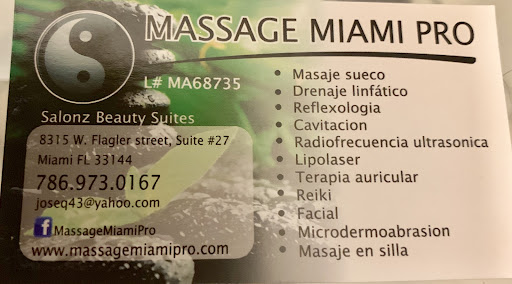 MASSAGE MIAMI PRO
L# MA68735
Salonz Beauty Suites
8315 W. Flagler street, Suite #27
Miami FL 33144
786.973.0167
joseq43@yahoo.com
f MassageMiamiPro
www.massagemiamipro.com
• Masaje sueco
• Drenaje linfático
• Reflexologia
• Cavitacion
• Radiofrecuencia ultrasonica
• Lipolaser
• Terapia auricular
• Reiki
• Facial
• Microdermoabrasion
• Masaje en silla